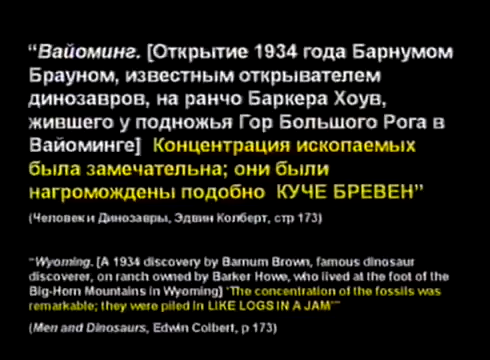 “Вайоминг. [Открытие 1934 года Барнумом
Брауном, известным открывателем
динозавров, на ранчо Баркера Хоув,
жившего у подножья Гор Большого Рога в
Вайоминге] Концентрация ископаемых
была замечательна; они были
нагромождены подобно КУЧЕ БРЕВЕН”
(Человек и Динозавры, Эдвин Колберт, стр 173)
“Wyoming. [A 1934 discovery by Barnum Brown, famous dinosaur
discoverer, on ranch owned by Barker Howe, who lived at the foot of the
Big-Horn Mountains in Wyoming] “The concentration of the fossils was
remarkable; they were piled in LIKE LOGS IN A JAM””
(Men and Dinosaurs, Edwin Colbert, p 173)